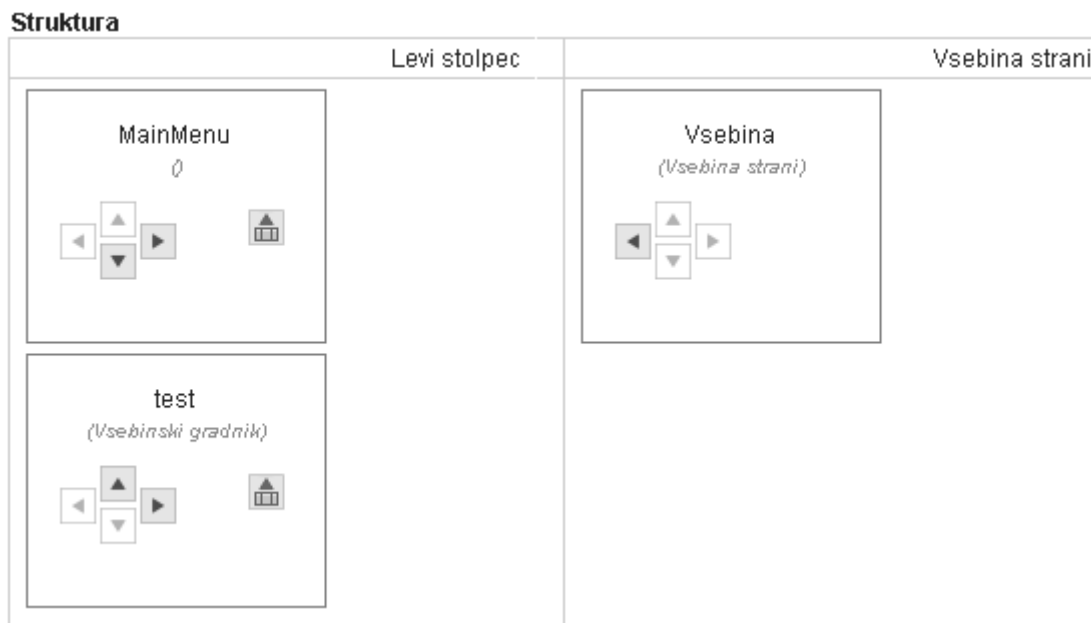 Struktura
Levi stolpec
Vsebina strani
MainMenu
()
Vsebina
(Vsebina strani)
test
(Vsebinski gradnik)